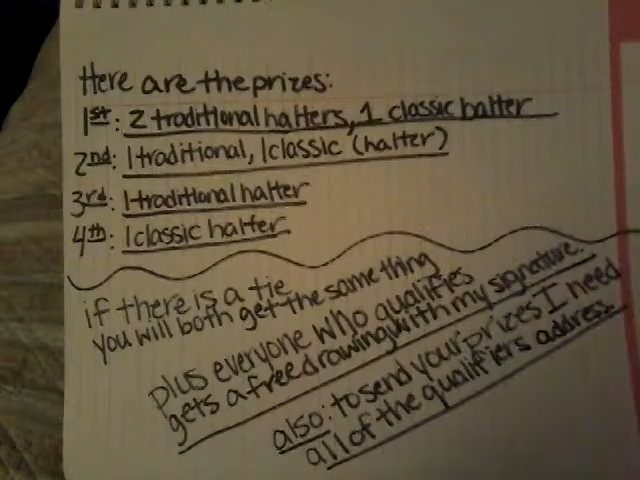 Here are the prizes:
1st: 2 traditional halters, 1 classic halter
2nd: 1 traditional, 1 classic (halter)
3rd: 1 traditional halter
4th: 1 classic halter
if there is a tie
you will both get the same thing
plus everyone who qualifies
gets a free drawing with my signature.
also: to send your prizes I need
all of the qualifiers address.